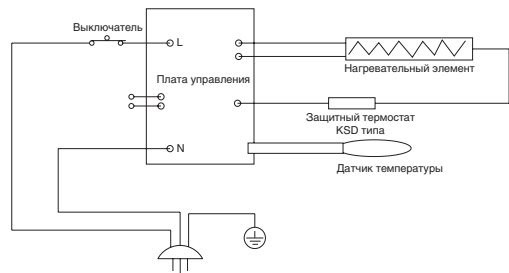 Выключатель
L
Плата управления
Нагревательный элемент
Защитный термостат
KSD типа
N
Датчик температуры